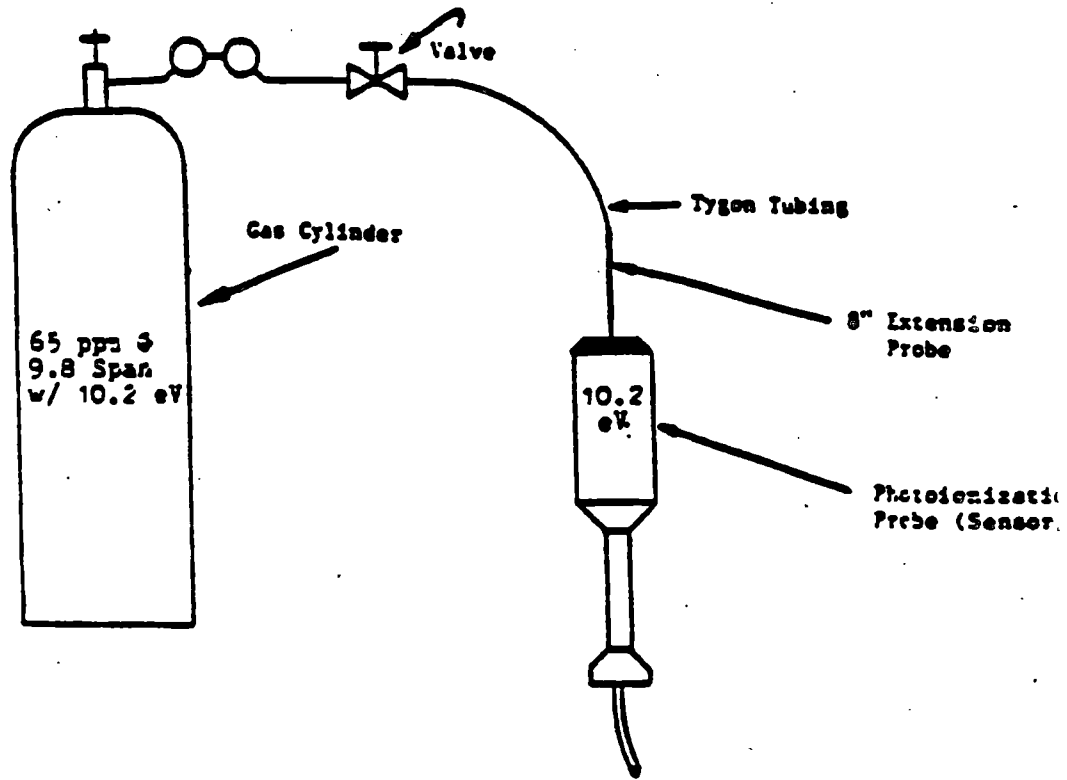 Valve
Tygon Tubing
Gas Cylinder
8" Extension
Probe
65 ppm @
9.8 Span
w/ 10.2 eV
10.2
eV
Photoionizati
Probe (Sensor